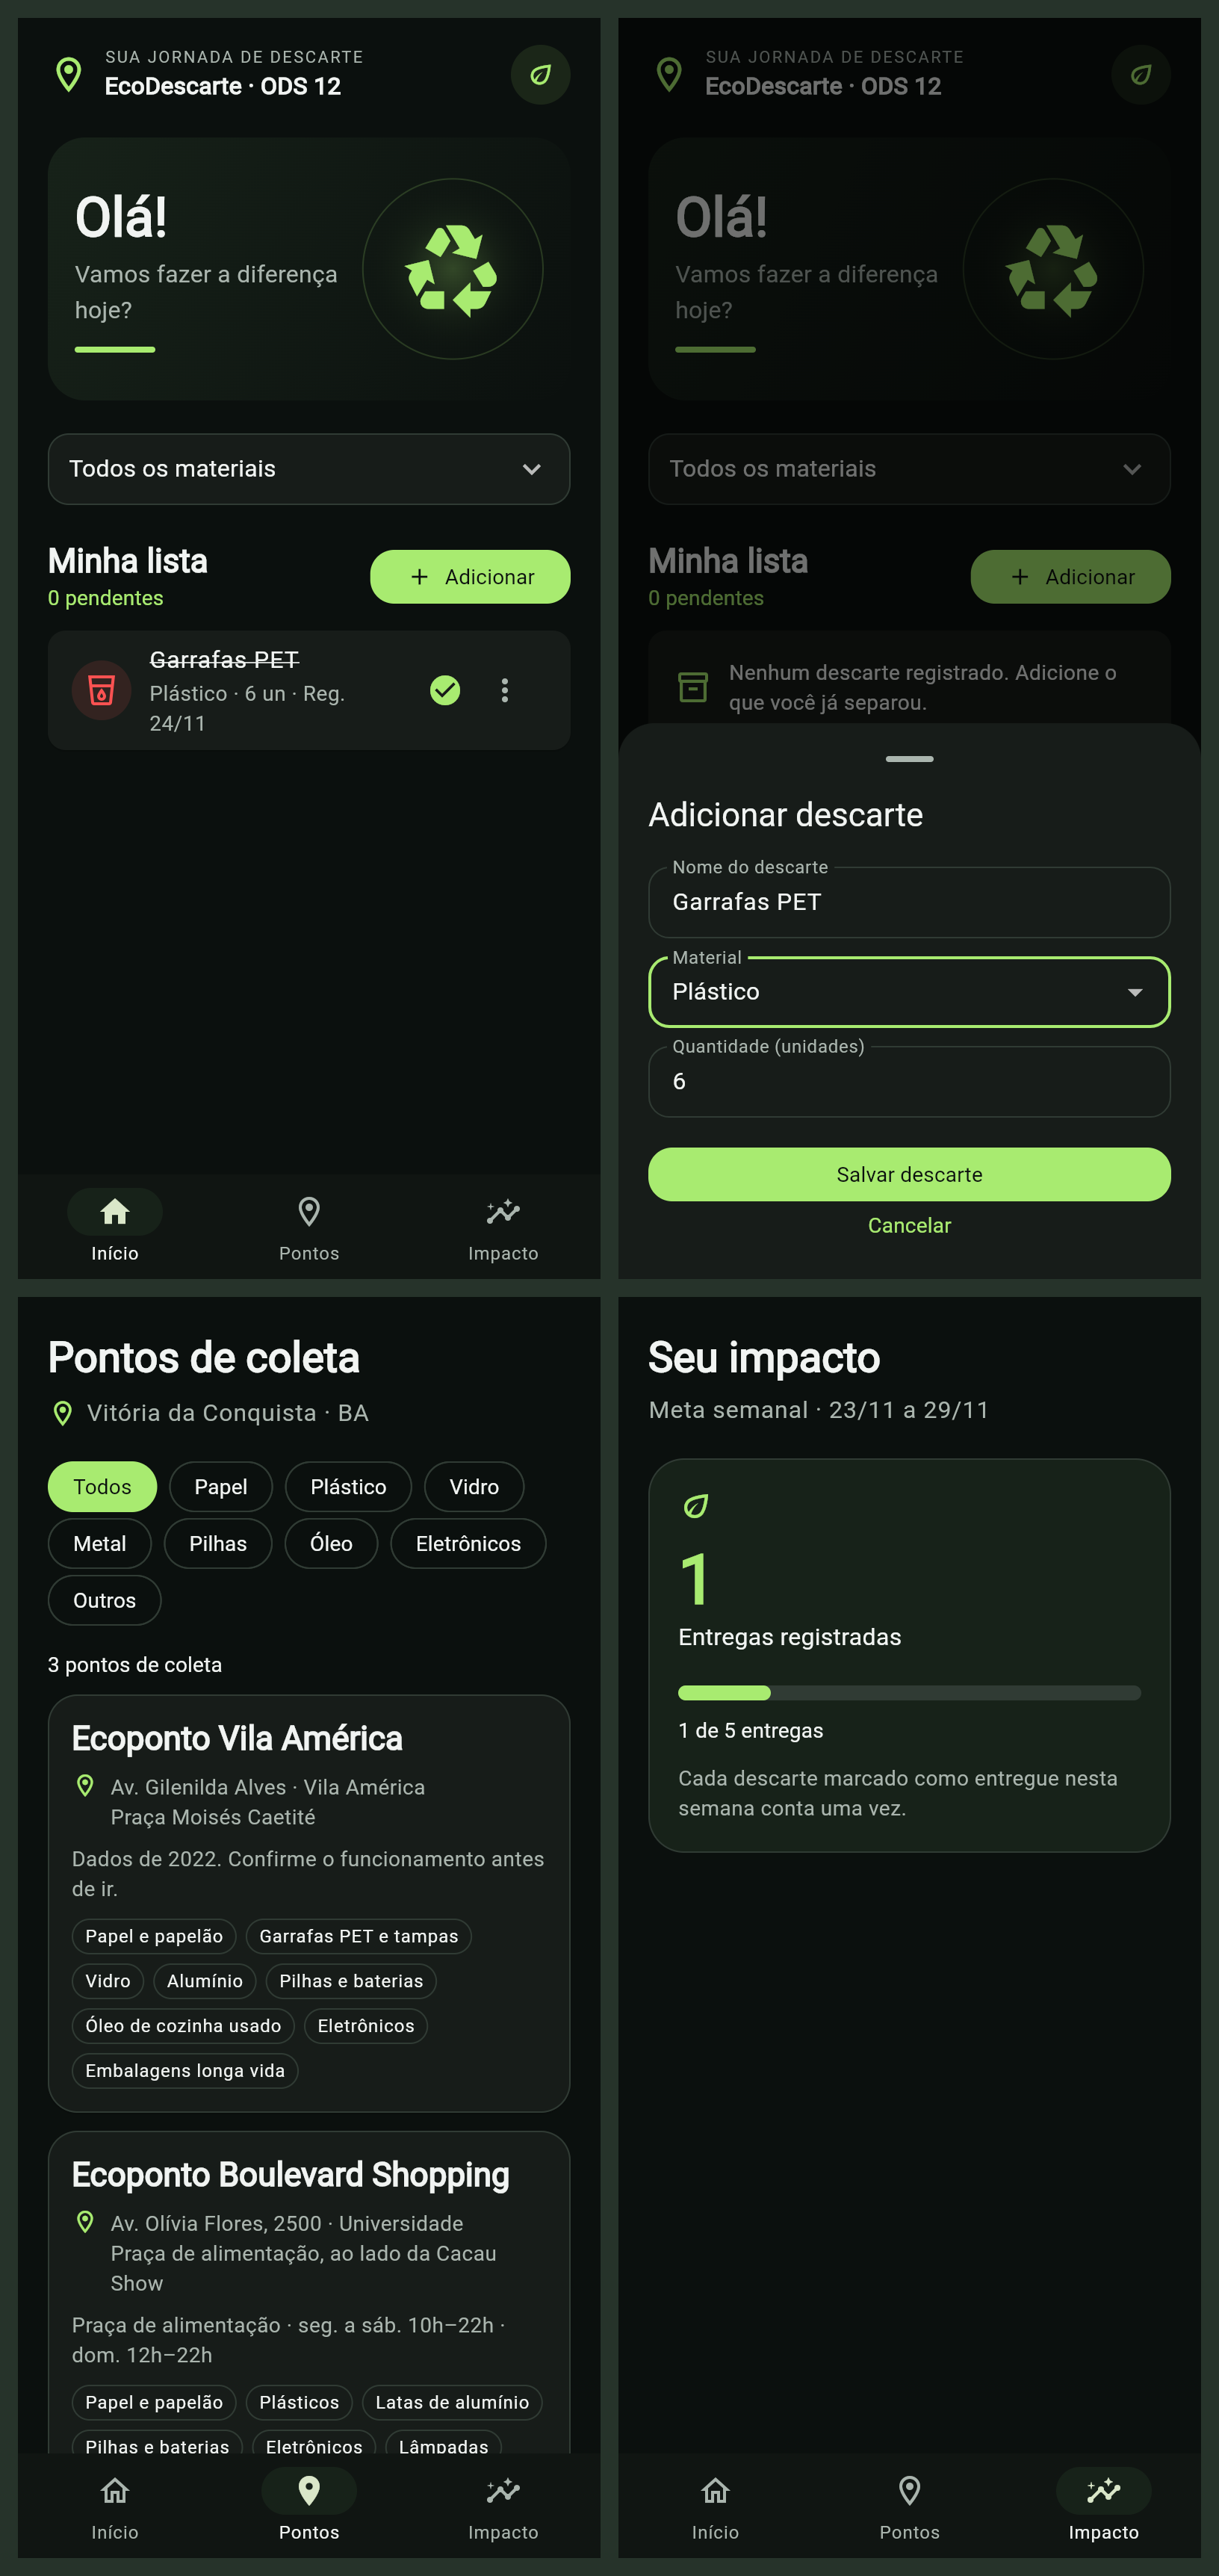 SUA JORNADA DE DESCARTE
EcoDescarte · ODS 12
Olá!
Vamos fazer a diferença
hoje?
Todos os materiais
Minha lista
0 pendentes
+ Adicionar
Garrafas PET
Plástico · 6 un · Reg.
24/11
Início
Pontos
Impacto
SUA JORNADA DE DESCARTE
EcoDescarte · ODS 12
Olá!
Vamos fazer a diferença
hoje?
Todos os materiais
Minha lista
0 pendentes
+ Adicionar
Nenhum descarte registrado. Adicione o
que você já separou.
Adicionar descarte
Nome do descarte
Garrafas PET
Material
Plástico
Quantidade (unidades)
6
Salvar descarte
Cancelar
Pontos de coleta
Vitória da Conquista · BA
Todos
Papel
Plástico
Vidro
Metal
Pilhas
Óleo
Eletrônicos
Outros
3 pontos de coleta
Ecoponto Vila América
Av. Gilenilda Alves · Vila América
Praça Moisés Caetité
Dados de 2022. Confirme o funcionamento antes
de ir.
Papel e papelão
Garrafas PET e tampas
Vidro
Alumínio
Pilhas e baterias
Óleo de cozinha usado
Eletrônicos
Embalagens longa vida
Ecoponto Boulevard Shopping
Av. Olívia Flores, 2500 · Universidade
Praça de alimentação, ao lado da Cacau
Show
Praça de alimentação · seg. a sáb. 10h–22h ·
dom. 12h–22h
Papel e papelão
Plásticos
Latas de alumínio
Pilhas e baterias
Eletrônicos
Lâmpadas
Início
Pontos
Impacto
Seu impacto
Meta semanal · 23/11 a 29/11
1
Entregas registradas
1 de 5 entregas
Cada descarte marcado como entregue nesta
semana conta uma vez.
Início
Pontos
Impacto